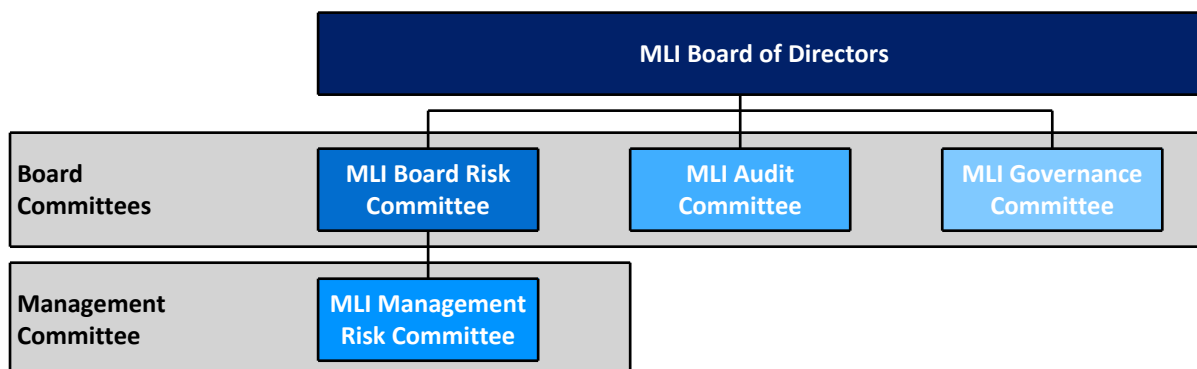 MLI Board of Directors
Board
Committees
MLI Board Risk
Committee
MLI Audit
Committee
MLI Governance
Committee
Management
Committee
MLI Management
Risk Committee